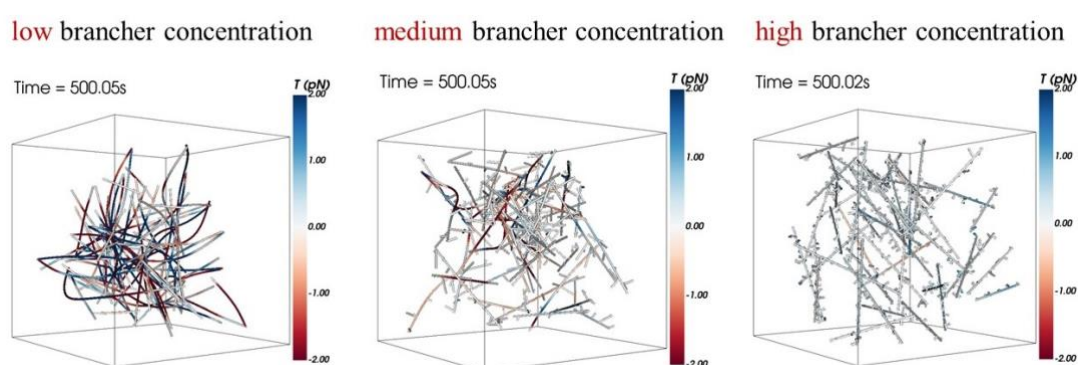 low brancher concentration
medium brancher concentration
high brancher concentration
Time = 500.05s
T (pN)
2.00
1.00
0.00
-1.00
-2.00
Time = 500.05s
T (pN)
2.00
1.00
0.00
-1.00
-2.00
Time = 500.02s
T (pN)
2.00
1.00
0.00
-1.00
-2.00